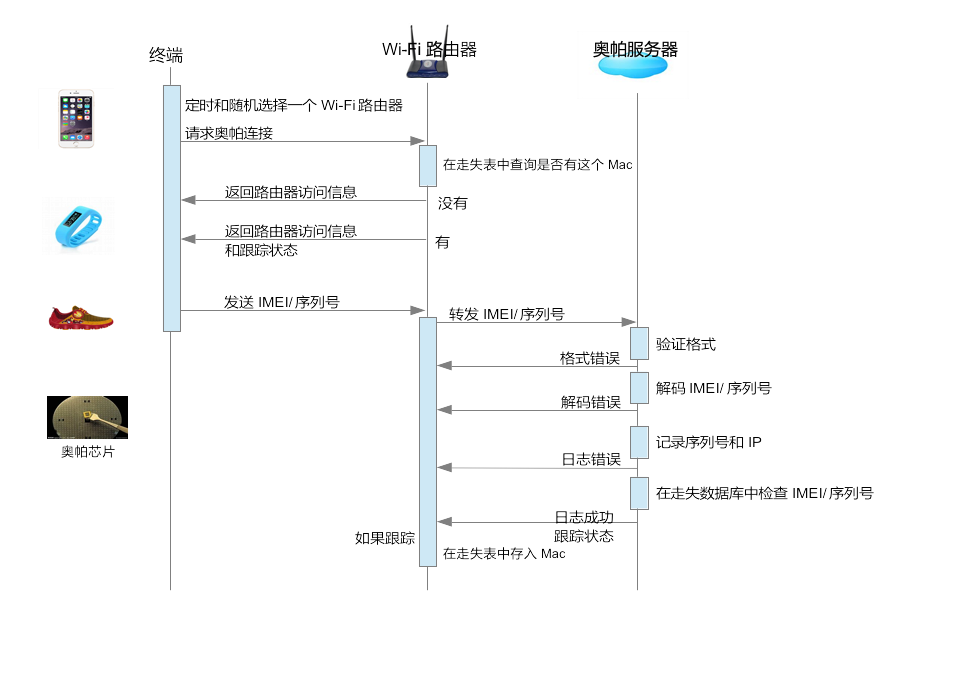 终端
Wi-Fi 路由器
奥帕服务器
定时和随机选择一个 Wi-Fi 路由器
请求奥帕连接
在走失表中查询是否有这个 Mac
返回路由器访问信息
没有
返回路由器访问信息
和跟踪状态
有
发送 IMEI/ 序列号
转发 IMEI/ 序列号
验证格式
格式错误
解码 IMEI/ 序列号
解码错误
记录序列号和 IP
日志错误
在走失数据库中检查 IMEI/ 序列号
日志成功
跟踪状态
如果跟踪
在走失表中存入 Mac
奥帕芯片